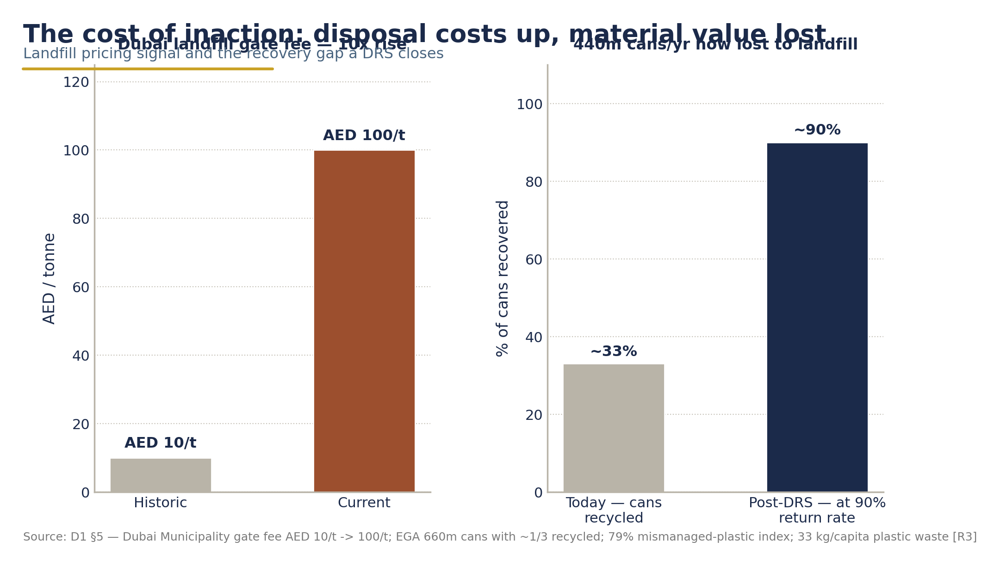 The cost of inaction: disposal costs up, material value lost
Landfill pricing signal and the recovery gap a DRS closes
Dubai landfill gate fee — 10x rise
120
100
80
60
40
20
0
AED / tonne
AED 10/t
AED 100/t
Historic
Current
440m cans/yr now lost to landfill
100
80
60
40
20
0
% of cans recovered
~33%
~90%
Today — cans
recycled
Post-DRS — at 90%
return rate
Source: D1 §5 — Dubai Municipality gate fee AED 10/t -> 100/t; EGA 660m cans with ~1/3 recycled; 79% mismanaged-plastic index; 33 kg/capita plastic waste [R3]